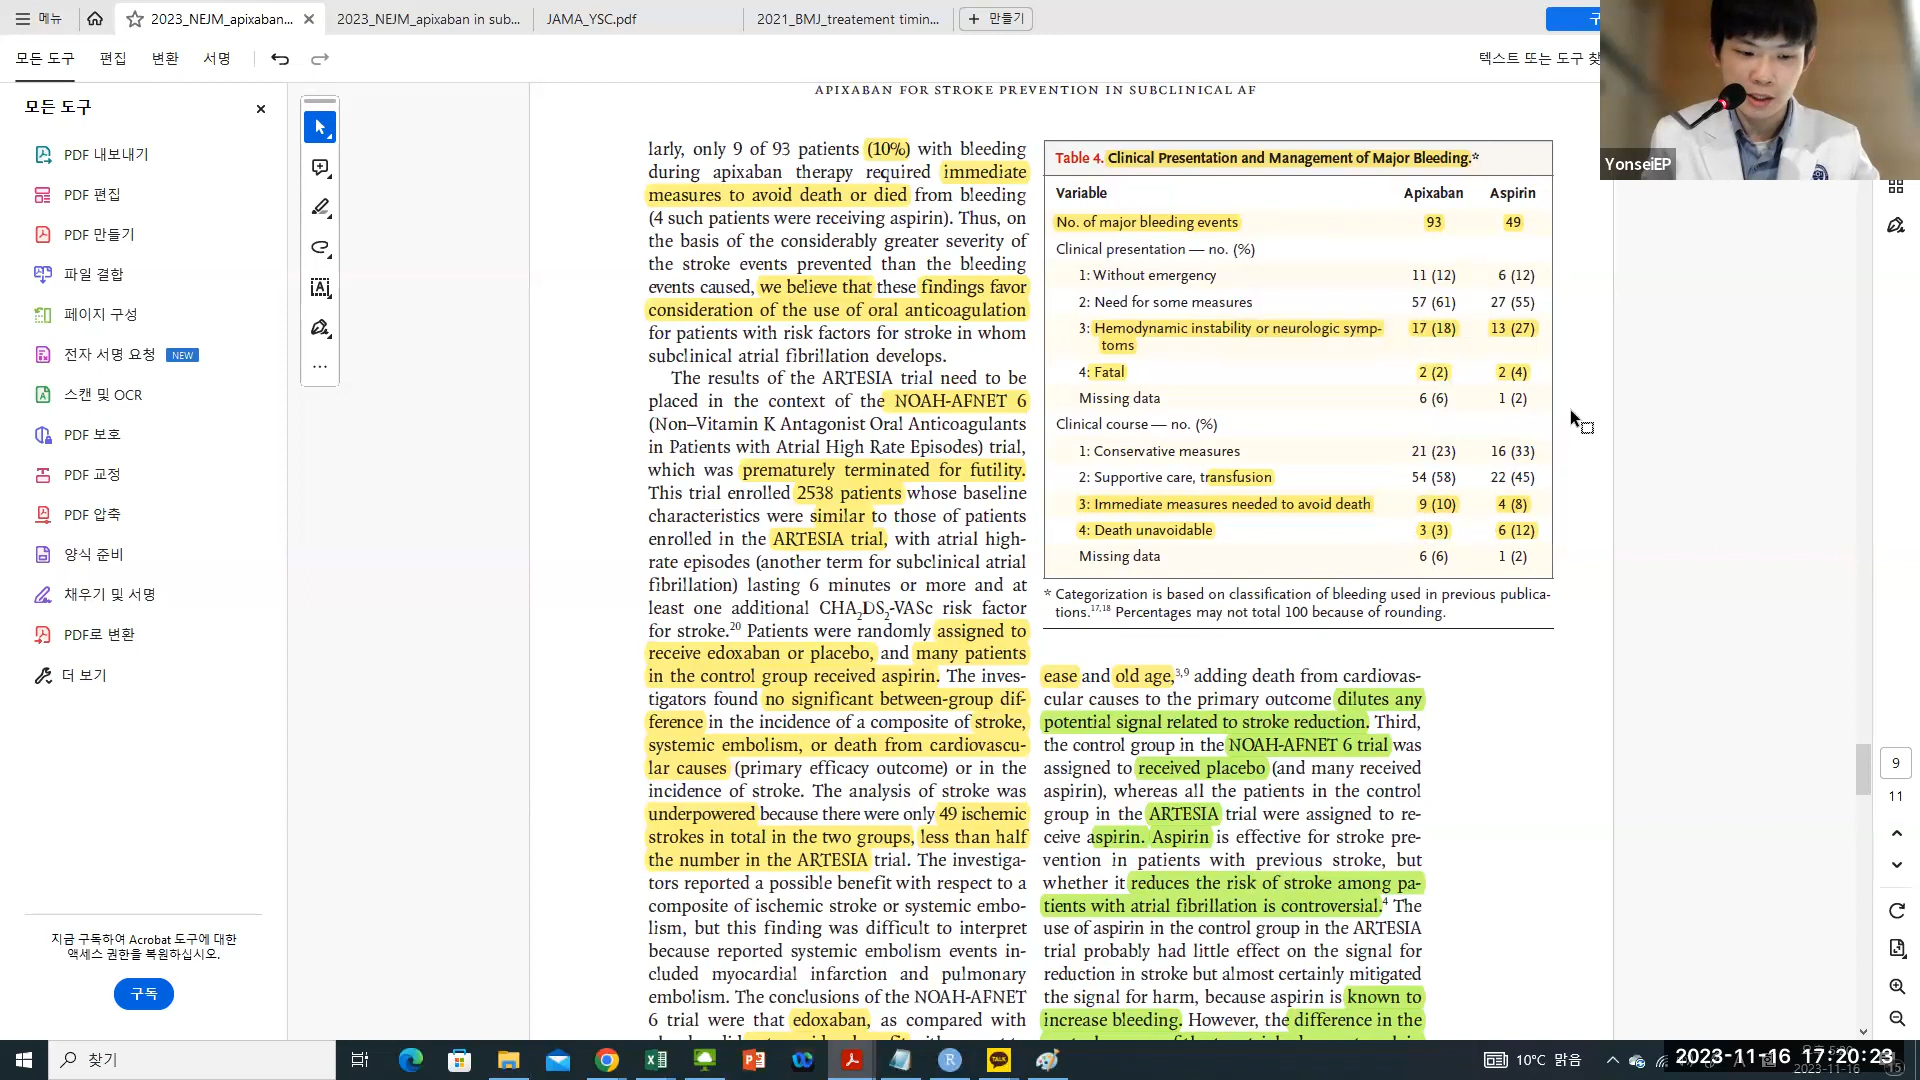 메뉴
2023_NEJM_apixaban...
2023_NEJM_apixaban in sub...
JAMA_YSC.pdf
2021_BMJ_treatement timin...
만들기
모든 도구
편집
변환
서명
텍스트 또는 도구 찾
YonseiEP
모든 도구
PDF 내보내기
PDF 편집
PDF 만들기
파일 결합
페이지 구성
전자 서명 요청 NEW
스캔 및 OCR
PDF 보호
PDF 교정
PDF 압축
양식 준비
채우기 및 서명
PDF로 변환
더 보기
지금 구독하여 Acrobat 도구에 대한
액세스 권한을 복원하십시오.
구독
APIXABAN FOR STROKE PREVENTION IN SUBCLINICAL AF
larly, only 9 of 93 patients (10%) with bleeding
during apixaban therapy required immediate
measures to avoid death or died from bleeding
(4 such patients were receiving aspirin). Thus, on
the basis of the considerably greater severity of
the stroke events prevented than the bleeding
events caused, we believe that these findings favor
consideration of the use of oral anticoagulation
for patients with risk factors for stroke in whom
subclinical atrial fibrillation develops.
The results of the ARTESIA trial need to be
placed in the context of the NOAH-AFNET 6
(Non–Vitamin K Antagonist Oral Anticoagulants
in Patients with Atrial High Rate Episodes) trial,
which was prematurely terminated for futility.
This trial enrolled 2538 patients whose baseline
characteristics were similar to those of patients
enrolled in the ARTESIA trial, with atrial high-
rate episodes (another term for subclinical atrial
fibrillation) lasting 6 minutes or more and at
least one additional CHA2DS2-VASc risk factor
for stroke.20 Patients were randomly assigned to
receive edoxaban or placebo, and many patients
in the control group received aspirin. The inves-
tigators found no significant between-group dif-
ference in the incidence of a composite of stroke,
systemic embolism, or death from cardiovascu-
lar causes (primary efficacy outcome) or in the
incidence of stroke. The analysis of stroke was
underpowered because there were only 49 ischemic
strokes in total in the two groups, less than half
the number in the ARTESIA trial. The investiga-
tors reported a possible benefit with respect to a
composite of ischemic stroke or systemic embo-
lism, but this finding was difficult to interpret
because reported systemic embolism events in-
cluded myocardial infarction and pulmonary
embolism. The conclusions of the NOAH-AFNET
6 trial were that edoxaban, as compared with
Table 4. Clinical Presentation and Management of Major Bleeding.*
Variable Apixaban Aspirin
No. of major bleeding events 93 49
Clinical presentation — no. (%)
1: Without emergency 11 (12) 6 (12)
2: Need for some measures 57 (61) 27 (55)
3: Hemodynamic instability or neurologic symp- 17 (18) 13 (27)
toms
4: Fatal 2 (2) 2 (4)
Missing data 6 (6) 1 (2)
Clinical course — no. (%)
1: Conservative measures 21 (23) 16 (33)
2: Supportive care, transfusion 54 (58) 22 (45)
3: Immediate measures needed to avoid death 9 (10) 4 (8)
4: Death unavoidable 3 (3) 6 (12)
Missing data 6 (6) 1 (2)
* Categorization is based on classification of bleeding used in previous publica-
tions.17,18 Percentages may not total 100 because of rounding.
ease and old age,3,9 adding death from cardiovas-
cular causes to the primary outcome dilutes any
potential signal related to stroke reduction. Third,
the control group in the NOAH-AFNET 6 trial was
assigned to received placebo (and many received
aspirin), whereas all the patients in the control
group in the ARTESIA trial were assigned to re-
ceive aspirin. Aspirin is effective for stroke pre-
vention in patients with previous stroke, but
whether it reduces the risk of stroke among pa-
tients with atrial fibrillation is controversial.4 The
use of aspirin in the control group in the ARTESIA
trial probably had little effect on the signal for
reduction in stroke but almost certainly mitigated
the signal for harm, because aspirin is known to
increase bleeding. However, the difference in the
9
11
찾기
10°C 맑음
2023-11-16 17:20:23
2023-11-16